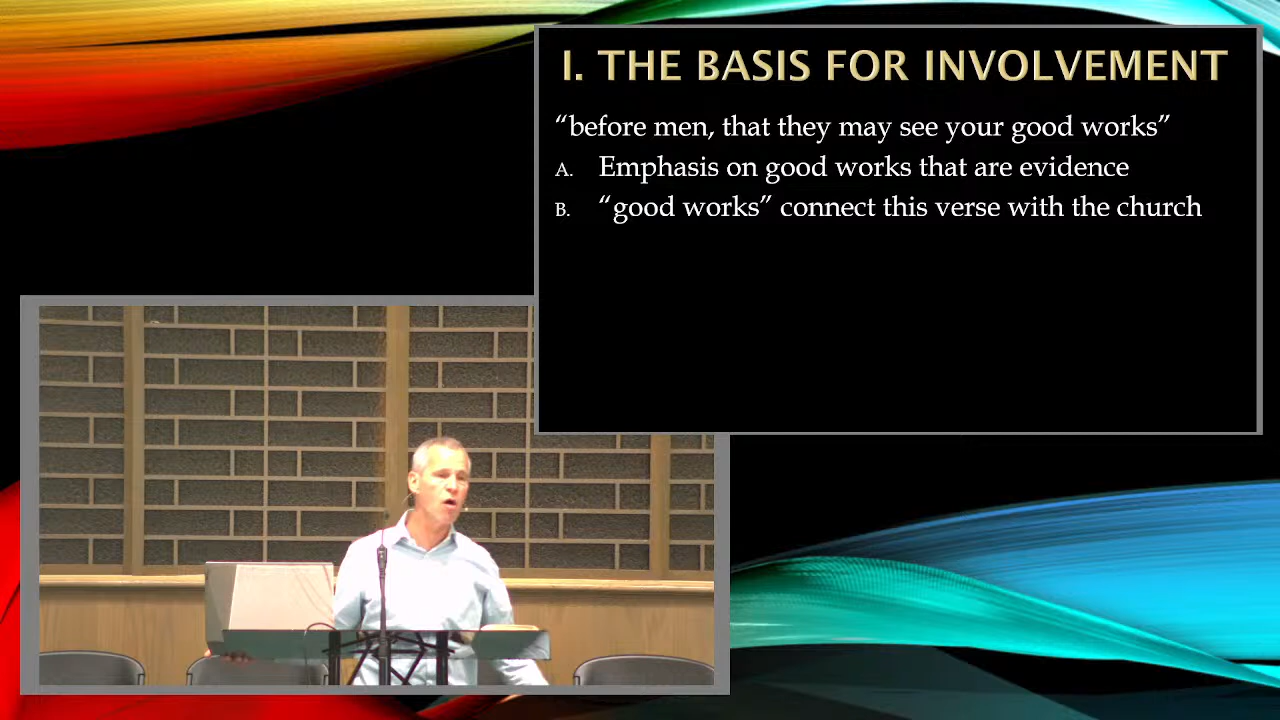 I. THE BASIS FOR INVOLVEMENT
“before men, that they may see your good works”
A. Emphasis on good works that are evidence
B. “good works” connect this verse with the church